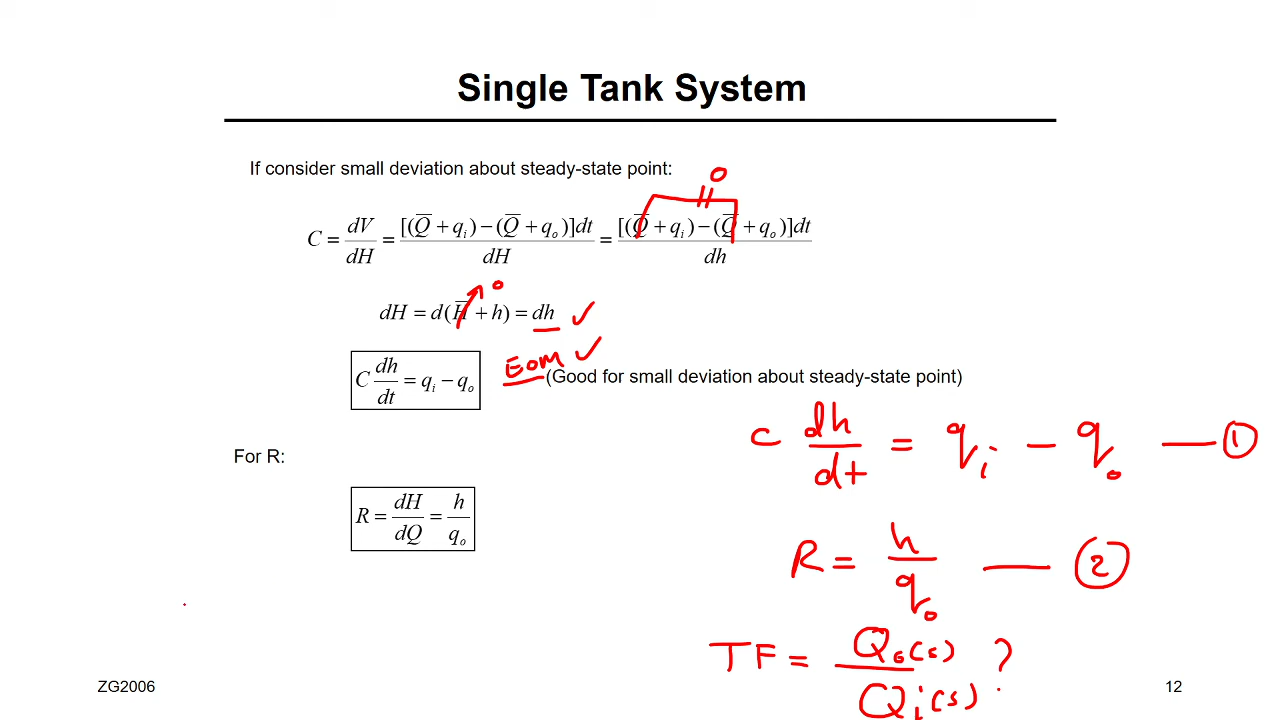 Single Tank System
If consider small deviation about steady-state point:
0
C = dV/dH = [(Q̅ + qᵢ) − (Q̅ + qₒ)]dt/dH = [(Q̅ + qᵢ) − (Q̅ + qₒ)]dt/dh
0
dH = d(H̅ + h) = dh ✓
EOM ✓
C dh/dt = qᵢ − qₒ (Good for small deviation about steady-state point)
C dh/dt = qᵢ − qₒ — ①
For R:
R = dH/dQ = h/qₒ
R = h/qₒ — ②
TF = Qₒ(s)/Qᵢ(s) ?
ZG2006
12